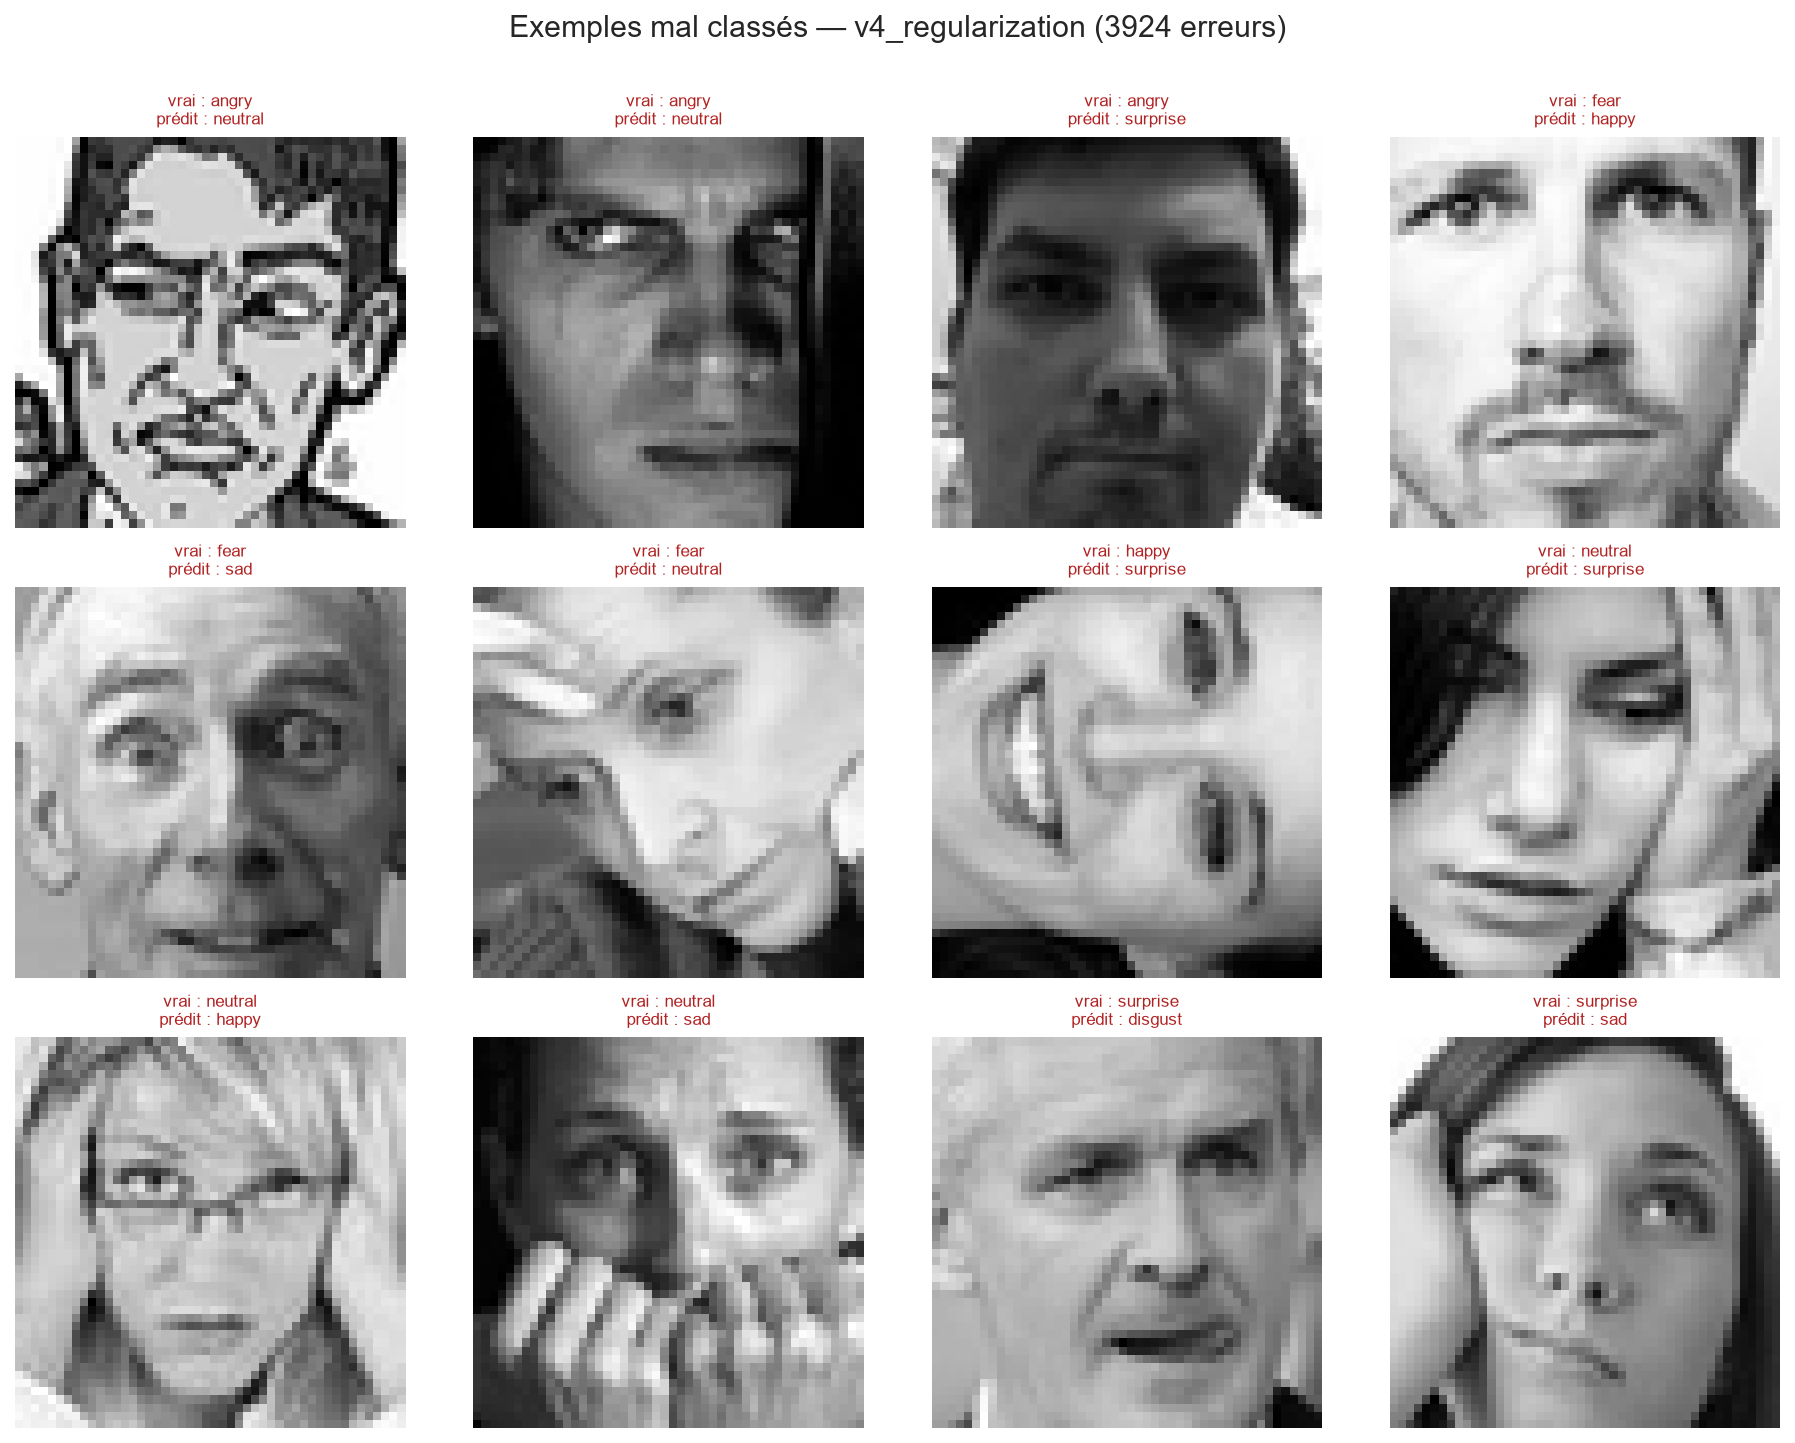 Exemples mal classés — v4_regularization (3924 erreurs)
vrai : angry
prédit : neutral
vrai : angry
prédit : neutral
vrai : angry
prédit : surprise
vrai : fear
prédit : happy
vrai : fear
prédit : sad
vrai : fear
prédit : neutral
vrai : happy
prédit : surprise
vrai : neutral
prédit : surprise
vrai : neutral
prédit : happy
vrai : neutral
prédit : sad
vrai : surprise
prédit : disgust
vrai : surprise
prédit : sad